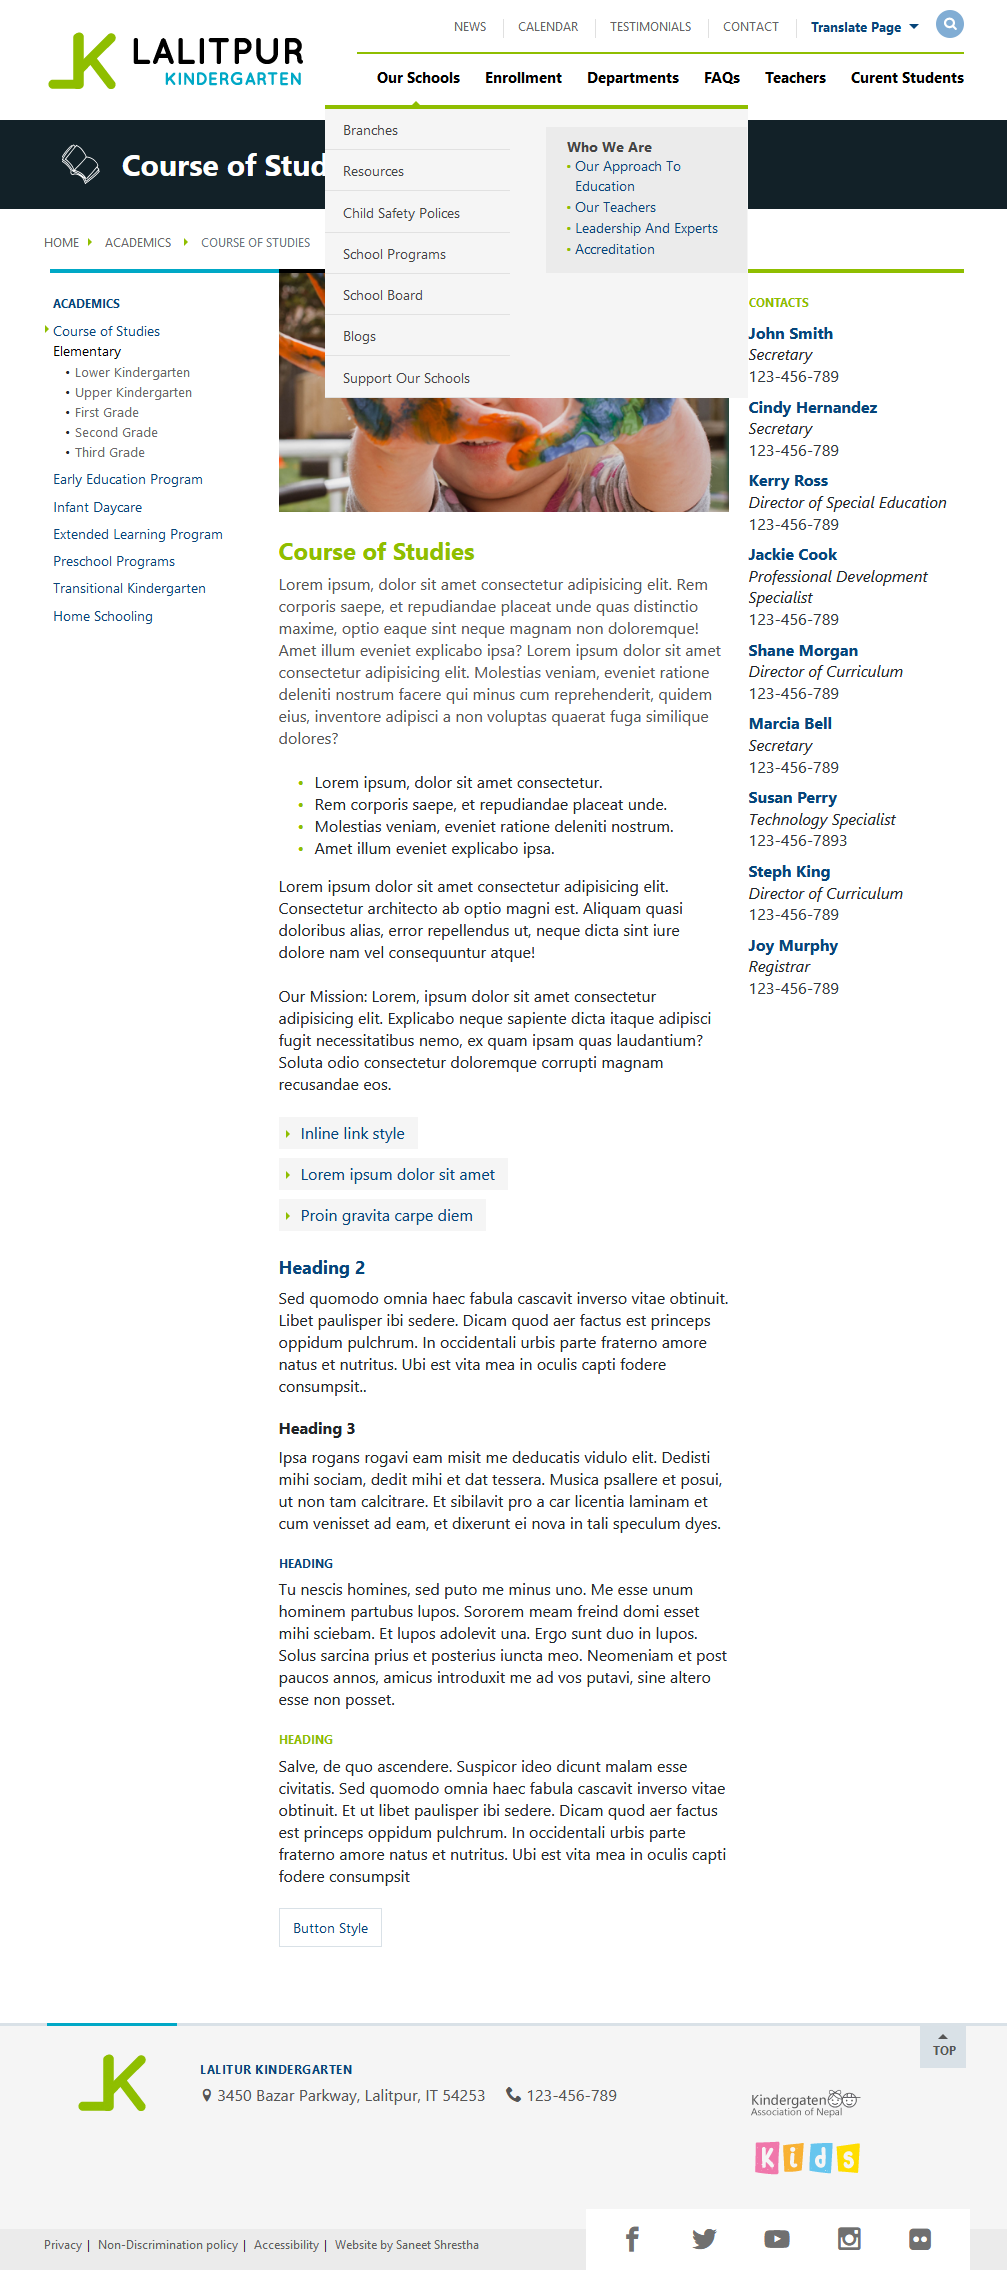 NEWS CALENDAR TESTIMONIALS CONTACT Translate Page
LALITPUR
KINDERGARTEN
Our Schools Enrollment Departments FAQs Teachers Curent Students
Branches
Resources
Child Safety Polices
School Programs
School Board
Blogs
Support Our Schools
Who We Are
Our Approach To
Education
Our Teachers
Leadership And Experts
Accreditation
Course of Stud
HOME ACADEMICS COURSE OF STUDIES
ACADEMICS
Course of Studies
Elementary
• Lower Kindergarten
• Upper Kindergarten
• First Grade
• Second Grade
• Third Grade
Early Education Program
Infant Daycare
Extended Learning Program
Preschool Programs
Transitional Kindergarten
Home Schooling
Course of Studies
Lorem ipsum, dolor sit amet consectetur adipisicing elit. Rem
corporis saepe, et repudiandae placeat unde quas distinctio
maxime, optio eaque sint neque magnam non doloremque!
Amet illum eveniet explicabo ipsa? Lorem ipsum dolor sit amet
consectetur adipisicing elit. Molestias veniam, eveniet ratione
deleniti nostrum facere qui minus cum reprehenderit, quidem
eius, inventore adipisci a non voluptas quaerat fuga similique
dolores?
• Lorem ipsum, dolor sit amet consectetur.
• Rem corporis saepe, et repudiandae placeat unde.
• Molestias veniam, eveniet ratione deleniti nostrum.
• Amet illum eveniet explicabo ipsa.
Lorem ipsum dolor sit amet consectetur adipisicing elit.
Consectetur architecto ab optio magni est. Aliquam quasi
doloribus alias, error repellendus ut, neque dicta sint iure
dolore nam vel consequuntur atque!
Our Mission: Lorem, ipsum dolor sit amet consectetur
adipisicing elit. Explicabo neque sapiente dicta itaque adipisci
fugit necessitatibus nemo, ex quam ipsam quas laudantium?
Soluta odio consectetur doloremque corrupti magnam
recusandae eos.
Inline link style
Lorem ipsum dolor sit amet
Proin gravita carpe diem
Heading 2
Sed quomodo omnia haec fabula cascavit inverso vitae obtinuit.
Libet paulisper ibi sedere. Dicam quod aer factus est princeps
oppidum pulchrum. In occidentali urbis parte fraterno amore
natus et nutritus. Ubi est vita mea in oculis capti fodere
consumpsit..
Heading 3
Ipsa rogans rogavi eam misit me deducatis vidulo elit. Dedisti
mihi sociam, dedit mihi et dat tessera. Musica psallere et posui,
ut non tam calcitrare. Et sibilavit pro a car licentia laminam et
cum venisset ad eam, et dixerunt ei nova in tali speculum dyes.
HEADING
Tu nescis homines, sed puto me minus uno. Me esse unum
hominem partubus lupos. Sororem meam freind domi esset
mihi sciebam. Et lupos adolevit una. Ergo sunt duo in lupos.
Solus sarcina prius et posterius iuncta meo. Neomeniam et post
paucos annos, amicus introduxit me ad vos putavi, sine altero
esse non posset.
HEADING
Salve, de quo ascendere. Suspicor ideo dicunt malam esse
civitatis. Sed quomodo omnia haec fabula cascavit inverso vitae
obtinuit. Et ut libet paulisper ibi sedere. Dicam quod aer factus
est princeps oppidum pulchrum. In occidentali urbis parte
fraterno amore natus et nutritus. Ubi est vita mea in oculis capti
fodere consumpsit
Button Style
CONTACTS
John Smith
Secretary
123-456-789
Cindy Hernandez
Secretary
123-456-789
Kerry Ross
Director of Special Education
123-456-789
Jackie Cook
Professional Development
Specialist
123-456-789
Shane Morgan
Director of Curriculum
123-456-789
Marcia Bell
Secretary
123-456-789
Susan Perry
Technology Specialist
123-456-7893
Steph King
Director of Curriculum
123-456-789
Joy Murphy
Registrar
123-456-789
TOP
LALITUR KINDERGARTEN
3450 Bazar Parkway, Lalitpur, IT 54253 123-456-789
Kindergaten
Association of Nepal
Kids
Privacy | Non-Discrimination policy | Accessibility | Website by Saneet Shrestha